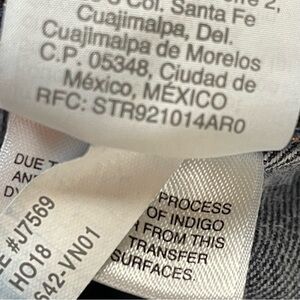 Col. Santa Fe
Cuajimalpa, Del.
Cuajimalpa de Morelos
C.P. 05348, Ciudad de
México, MÉXICO
RFC: STR921014AR0
DUE
PROCESS
OF INDIGO
FROM THIS
TRANSFER
SURFACES.
#J7569
HO18
642-VN01